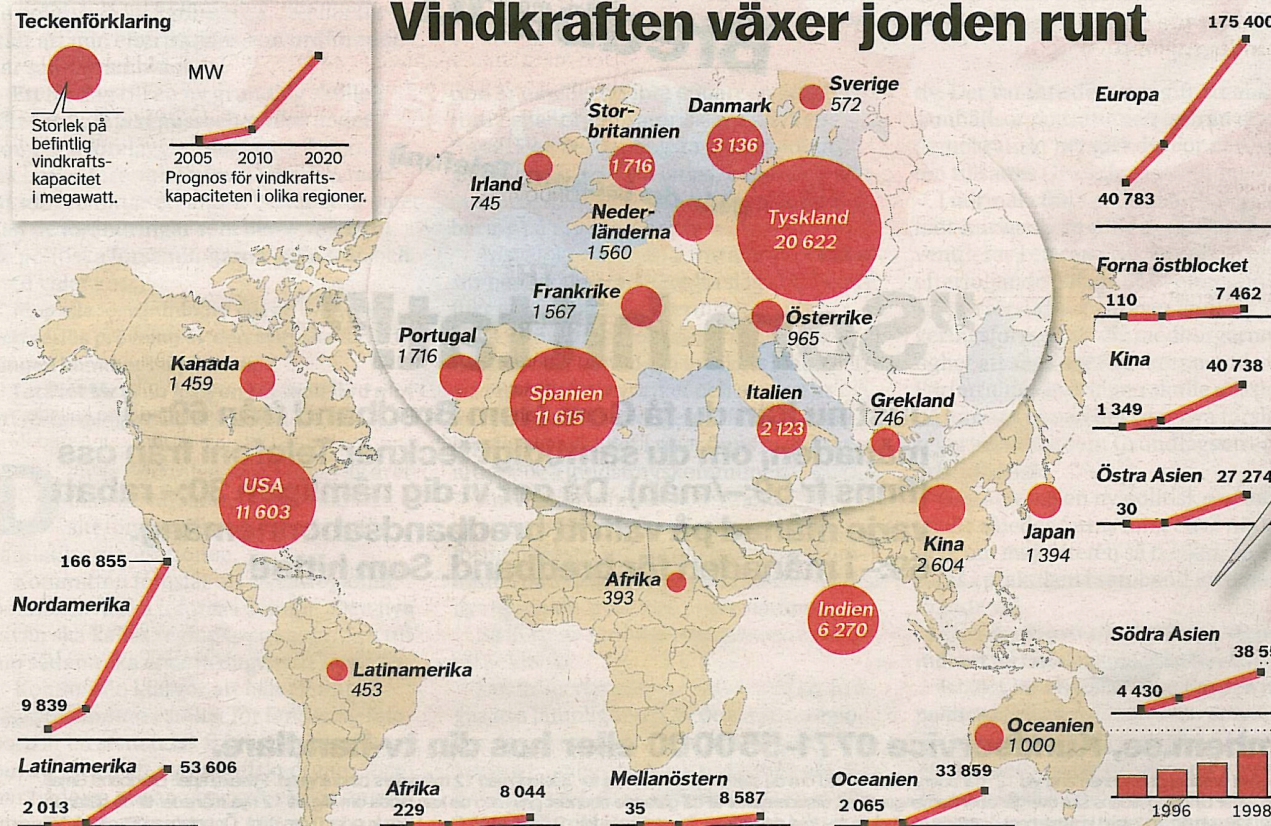 Vindkraften växer jorden runt
Teckenförklaring
MW
Storlek på
befintlig
vindkrafts-
kapacitet
i megawatt.
2005 2010 2020
Prognos för vindkrafts-
kapaciteten i olika regioner.
Sverige
572
Danmark
3 136
Stor-
britannien
1 716
Irland
745
Neder-
länderna
1 560
Tyskland
20 622
Frankrike
1 567
Österrike
965
Portugal
1 716
Spanien
11 615
Italien
2 123
Grekland
746
Kanada
1 459
USA
11 603
Kina
2 604
Japan
1 394
Afrika
393
Indien
6 270
Latinamerika
453
Oceanien
1 000
Europa
175 400
40 783
Forna östblocket
110 7 462
Kina
40 738
1 349
Östra Asien
27 274
30
Södra Asien
4 430
1996 1998
166 855
Nordamerika
9 839
Latinamerika
53 606
2 013
Afrika
229 8 044
Mellanöstern
35 8 587
Oceanien
33 859
2 065